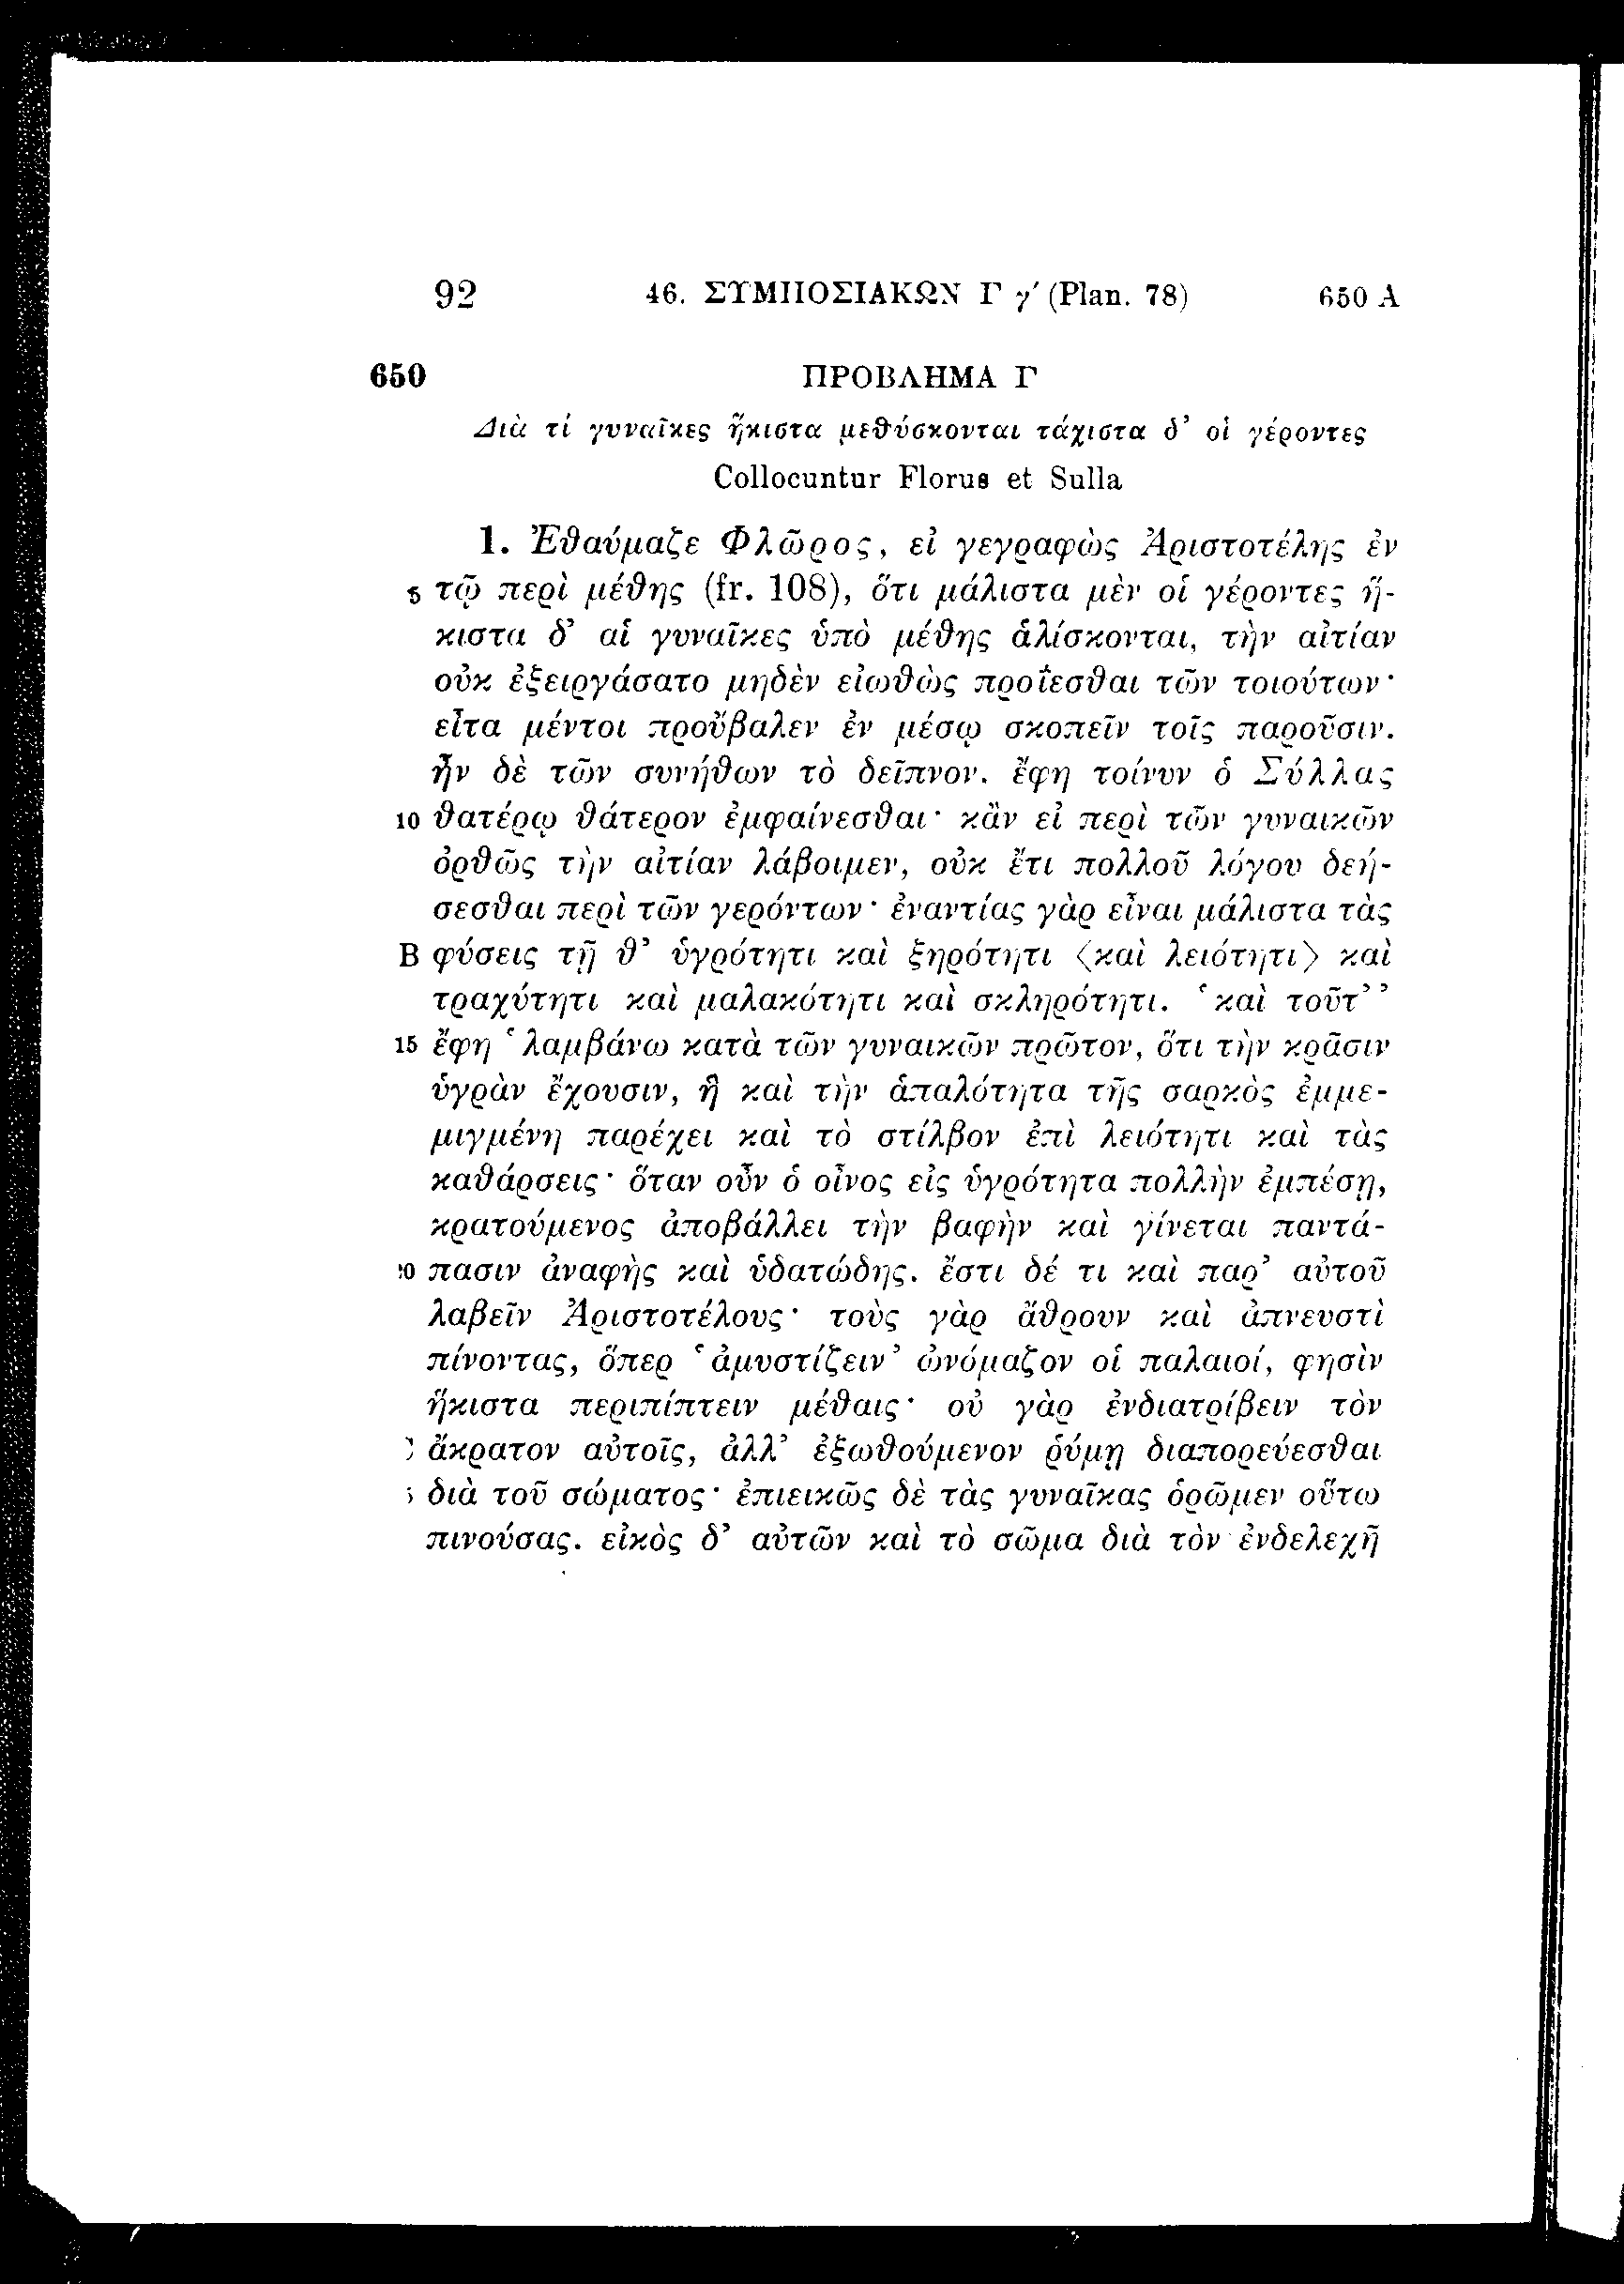 92 46. ΣΥΜΠΟΣΙΑΚΩΝ Γ γ′ (Plan. 78) 650 A
650 ΠΡΟΒΛΗΜΑ Γ
Διὰ τί γυναῖκες ἥκιστα μεθύσκονται τάχιστα δ’ οἱ γέροντες
Collocuntur Florus et Sulla
1. Ἐθαύμαζε Φλῶρος, εἰ γεγραφὼς Ἀριστοτέλης ἐν
5 τῷ περὶ μέθης (fr. 108), ὅτι μάλιστα μὲν οἱ γέροντες ἥ-
κιστα δ’ αἱ γυναῖκες ὑπὸ μέθης ἁλίσκονται, τὴν αἰτίαν
οὐκ ἐξειργάσατο μηδὲν εἰωθὼς προΐεσθαι τῶν τοιούτων·
εἶτα μέντοι προὔβαλεν ἐν μέσῳ σκοπεῖν τοῖς παροῦσιν.
ἦν δὲ τῶν συνήθων τὸ δεῖπνον. ἔφη τοίνυν ὁ Σύλλας
10 θατέρῳ θάτερον ἐμφαίνεσθαι· κἂν εἰ περὶ τῶν γυναικῶν
ὀρθῶς τὴν αἰτίαν λάβοιμεν, οὐκ ἔτι πολλοῦ λόγου δεή-
σεσθαι περὶ τῶν γερόντων· ἐναντίας γὰρ εἶναι μάλιστα τὰς
B φύσεις τῇ θ’ ὑγρότητι καὶ ξηρότητι ⟨καὶ λειότητι⟩ καὶ
τραχύτητι καὶ μαλακότητι καὶ σκληρότητι. ‘καὶ τοῦτ’’
15 ἔφη ‘λαμβάνω κατὰ τῶν γυναικῶν πρῶτον, ὅτι τὴν κρᾶσιν
ὑγρὰν ἔχουσιν, ἣ καὶ τὴν ἁπαλότητα τῆς σαρκὸς ἐμμε-
μιγμένη παρέχει καὶ τὸ στίλβον ἐπὶ λειότητι καὶ τὰς
καθάρσεις· ὅταν οὖν ὁ οἶνος εἰς ὑγρότητα πολλὴν ἐμπέσῃ,
κρατούμενος ἀποβάλλει τὴν βαφὴν καὶ γίνεται παντά-
20 πασιν ἀναφὴς καὶ ὑδατώδης. ἔστι δέ τι καὶ παρ’ αὐτοῦ
λαβεῖν Ἀριστοτέλους· τοὺς γὰρ ἄθρουν καὶ ἀπνευστὶ
πίνοντας, ὅπερ ‘ἀμυστίζειν’ ὠνόμαζον οἱ παλαιοί, φησὶν
ἥκιστα περιπίπτειν μέθαις· οὐ γὰρ ἐνδιατρίβειν τὸν
ἄκρατον αὐτοῖς, ἀλλ’ ἐξωθούμενον ῥύμῃ διαπορεύεσθαι
διὰ τοῦ σώματος· ἐπιεικῶς δὲ τὰς γυναῖκας ὁρῶμεν οὕτω
πινούσας. εἰκὸς δ’ αὐτῶν καὶ τὸ σῶμα διὰ τὸν ἐνδελεχῆ